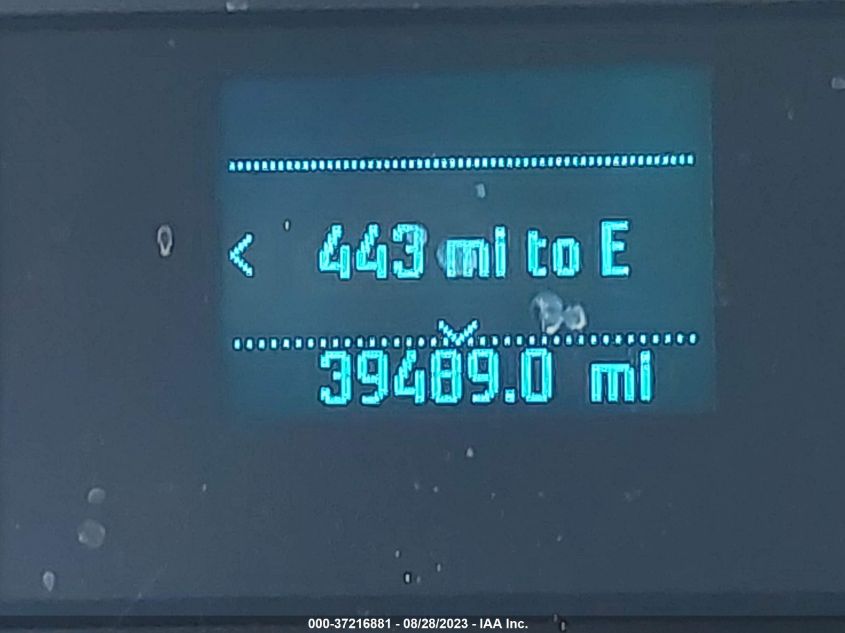 < 443 mi to E
39489.0 mi
000-37216881 - 08/28/2023 - IAA Inc.